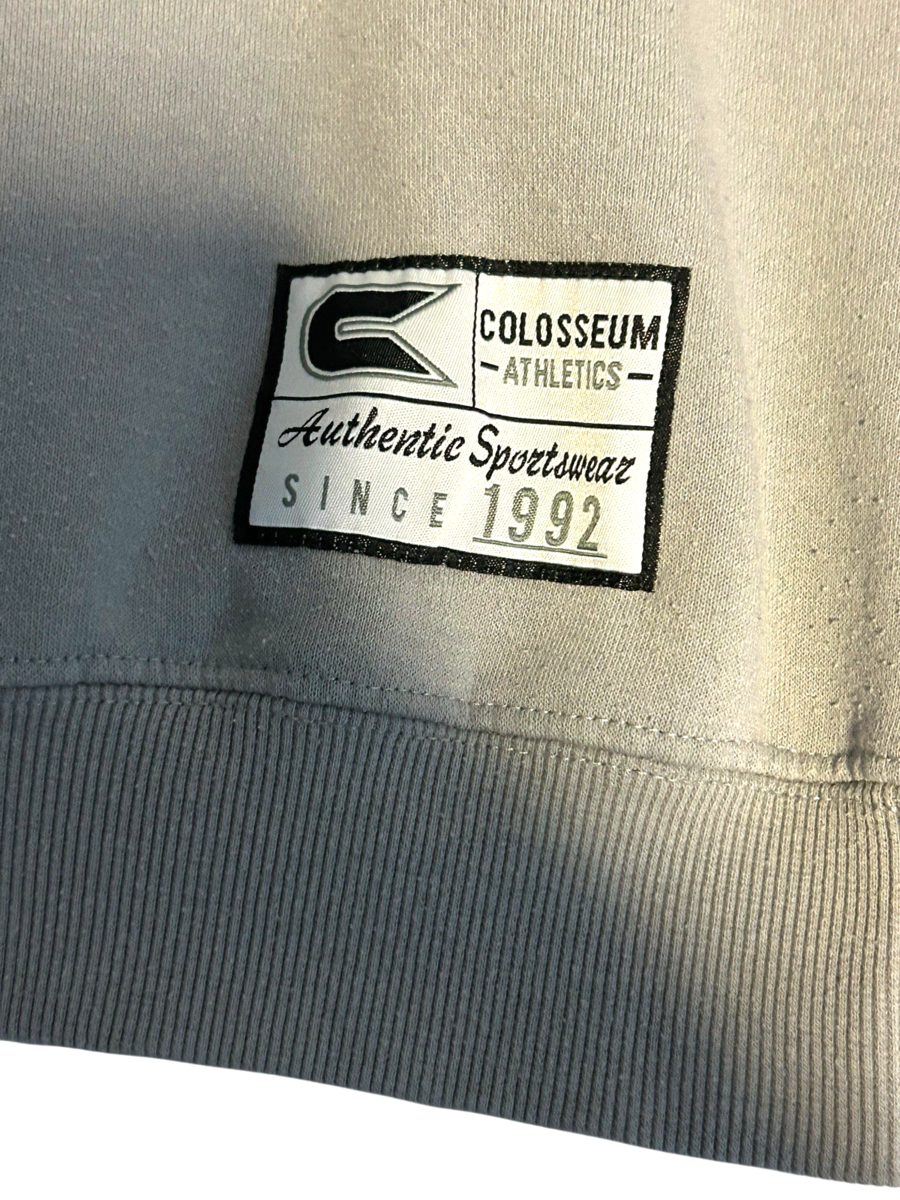 COLOSSEUM
-ATHLETICS-
Authentic Sportswear
SINCE 1992